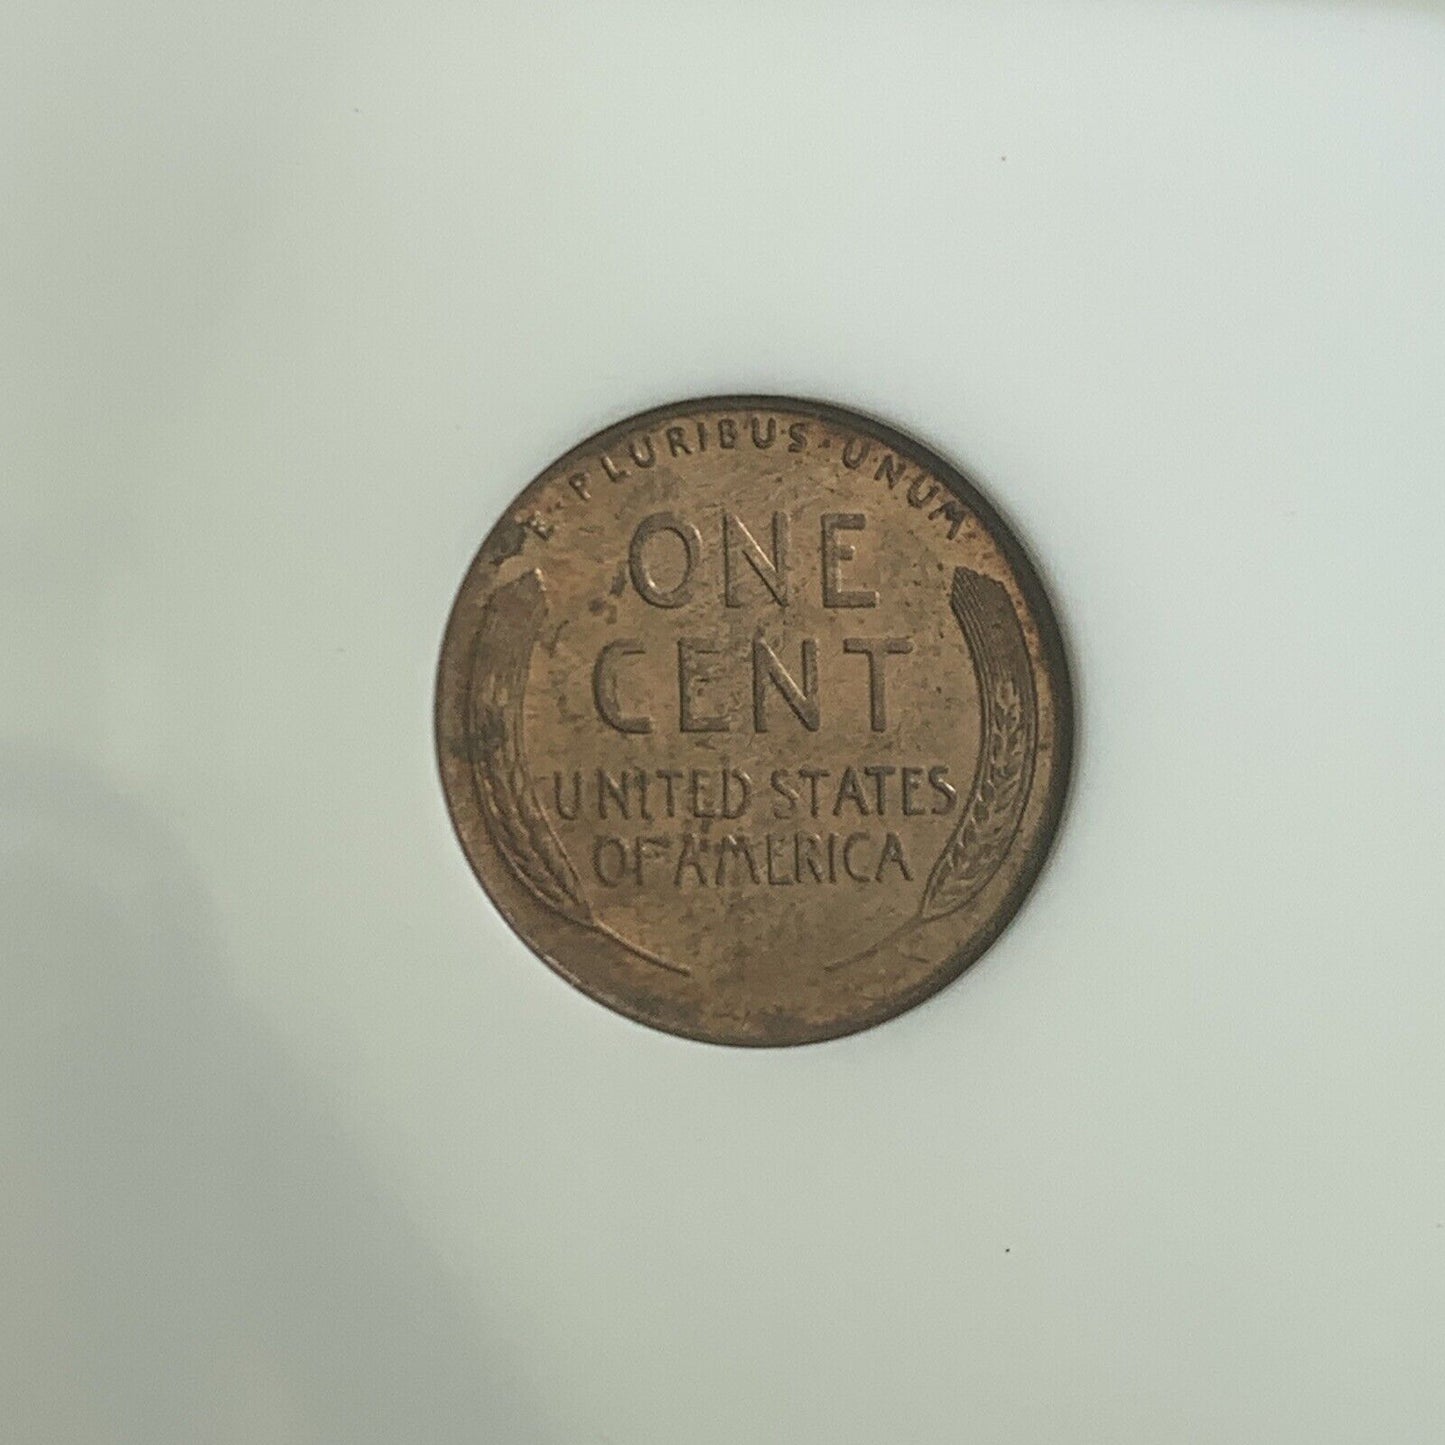 E·PLURIBUS·UNUM
ONE
CENT
UNITED STATES
OF AMERICA